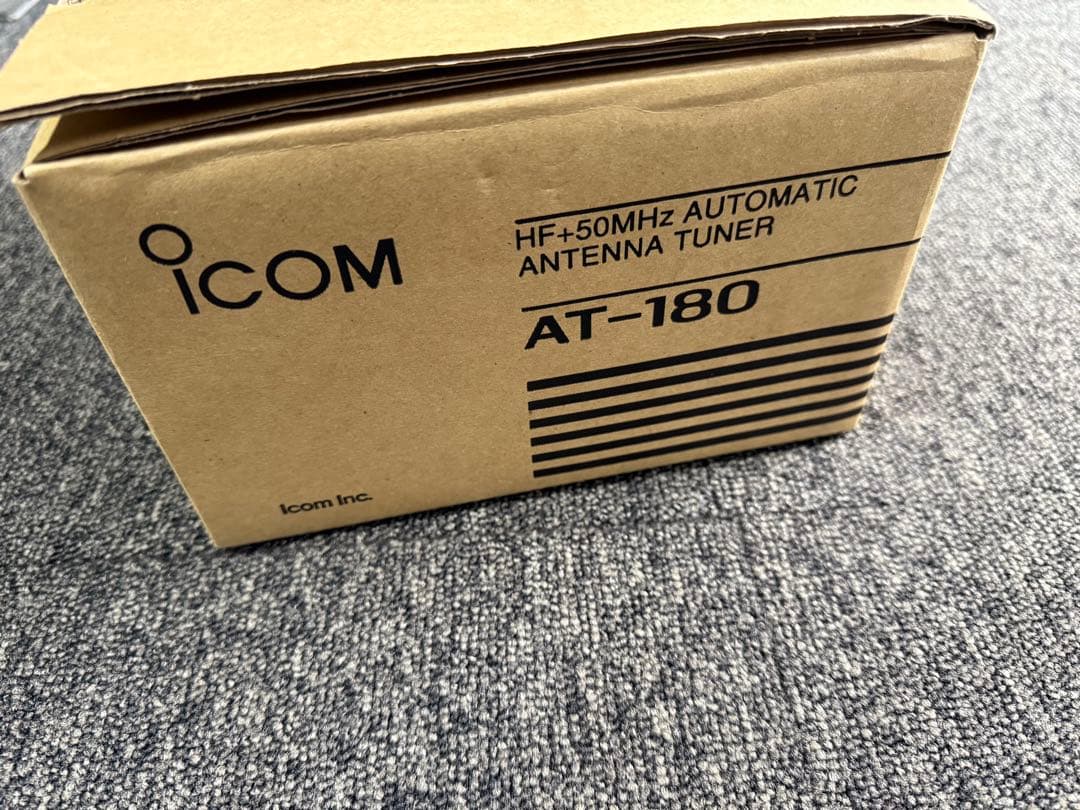 ICOM
HF+50MHz AUTOMATIC
ANTENNA TUNER
AT-180
Icom Inc.